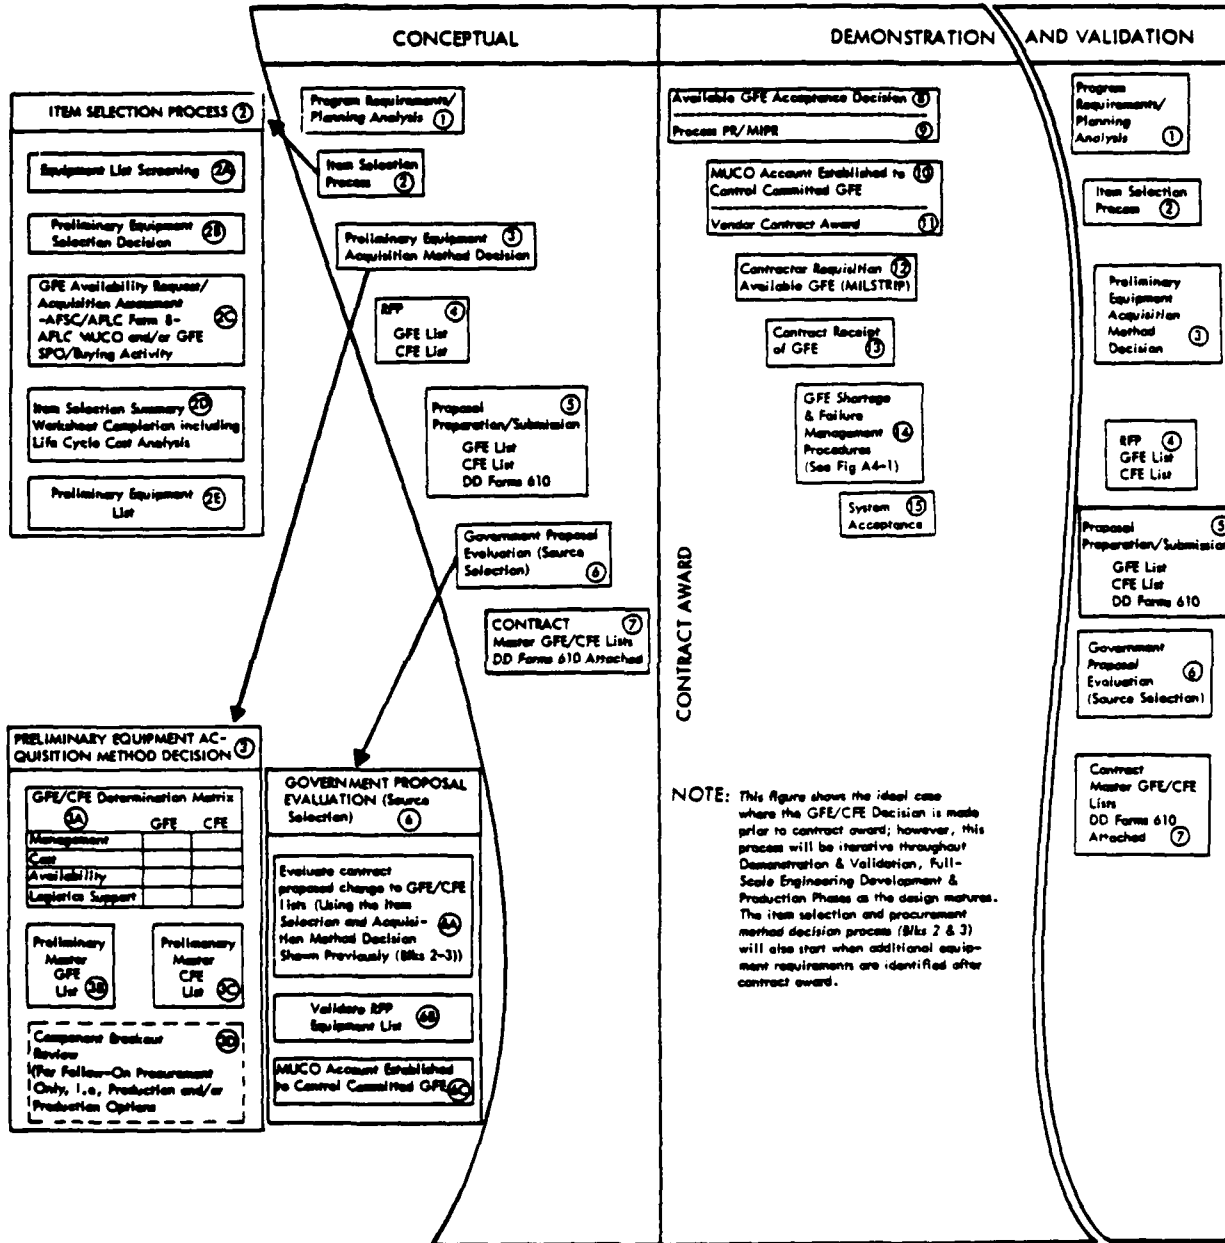 CONCEPTUAL
DEMONSTRATION AND VALIDATION
ITEM SELECTION PROCESS 2
Equipment List Screening 2A
Preliminary Equipment 2B
Selection Decision
GFE Availability Request/
Acquisition Assessment
-AFSC/AFLC Form 8- 2C
AFLC MUCO and/or GFE
SPO/Buying Activity
Item Selection Summary 2D
Worksheet Completion including
Life Cycle Cost Analysis
Preliminary Equipment 2E
List
Program Requirements/
Planning Analysis 1
Item Selection
Process 2
Preliminary Equipment 3
Acquisition Method Decision
RFP 4
GFE List
CFE List
Proposal 5
Preparation/Submission
GFE List
CFE List
DD Forms 610
Government Proposal
Evaluation (Source
Selection) 6
CONTRACT 7
Master GFE/CFE Lists
DD Forms 610 Attached
PRELIMINARY EQUIPMENT AC-
QUISITION METHOD DECISION 3
GFE/CFE Determination Matrix
3A GFE CFE
Management
Cost
Availability
Logistics Support
Preliminary
Master
GFE
List 3B
Preliminary
Master
CFE
List 3C
Component Breakout 3D
Review
(For Follow-On Procurement
Only, i.e, Production and/or
Production Options
GOVERNMENT PROPOSAL
EVALUATION (Source
Selection) 6
Evaluate contract
proposed change to GFE/CFE
lists (Using the Item
Selection and Acquisi- 6A
tion Method Decision
Shown Previously (Blks 2-3))
Validate RFP 6B
Equipment List
MUCO Account Established
to Control Committed GFE 6C
CONTRACT AWARD
Available GFE Acceptance Decision 8
Process PR/MIPR 9
MUCO Account Established to 10
Control Committed GFE
Vendor Contract Award 11
Contractor Requisition 12
Available GFE (MILSTRIP)
Contract Receipt
of GFE 13
GFE Shortage
& Failure
Management 14
Procedures
(See Fig A4-1)
System 15
Acceptance
NOTE: This figure shows the ideal case
where the GFE/CFE Decision is made
prior to contract award; however, this
process will be iterative throughout
Demonstration & Validation, Full-
Scale Engineering Development &
Production Phases as the design matures.
The item selection and procurement
method decision process (Blks 2 & 3)
will also start when additional equip-
ment requirements are identified after
contract award.
Program
Requirements/
Planning
Analysis 1
Item Selection
Process 2
Preliminary
Equipment
Acquisition
Method 3
Decision
RFP 4
GFE List
CFE List
Proposal 5
Preparation/Submission
GFE List
CFE List
DD Forms 610
Government
Proposal
Evaluation 6
(Source Selection)
Contract
Master GFE/CFE
Lists
DD Forms 610
Attached 7